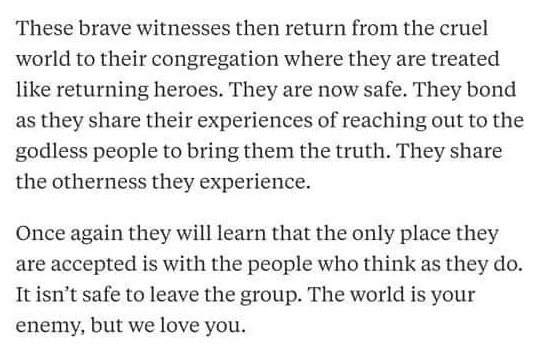 These brave witnesses then return from the cruel
world to their congregation where they are treated
like returning heroes. They are now safe. They bond
as they share their experiences of reaching out to the
godless people to bring them the truth. They share
the otherness they experience.
Once again they will learn that the only place they
are accepted is with the people who think as they do.
It isn’t safe to leave the group. The world is your
enemy, but we love you.